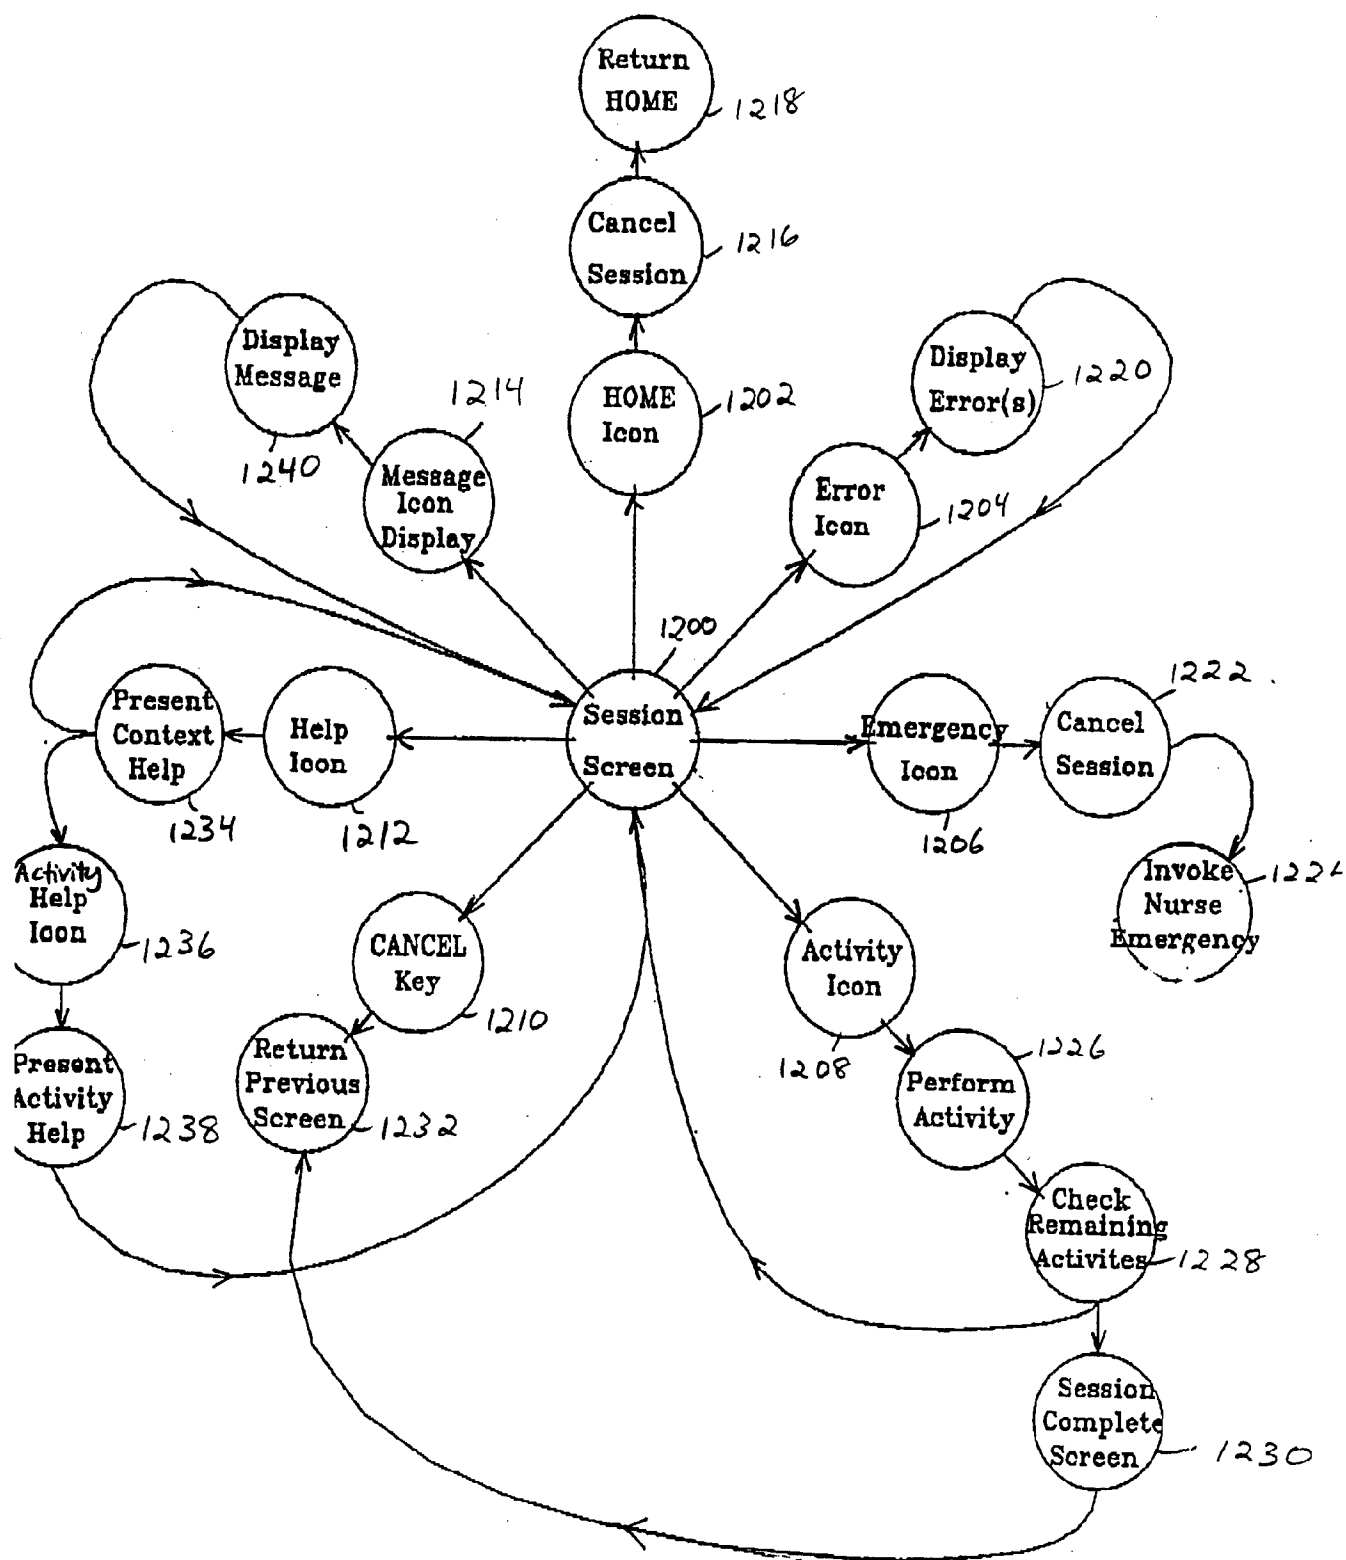 Return
HOME
1218
Cancel
Session
1216
HOME
Icon
1202
Display
Message
1240
1214
Message
Icon
Display
Display
Error(s)
1220
Error
Icon
1204
1200
Session
Screen
Present
Context
Help
1234
Help
Icon
1212
Emergency
Icon
1206
Cancel
Session
1222
Invoke
Nurse
Emergency
Activity
Help
Icon
1236
CANCEL
Key
1210
Activity
Icon
1208
Present
Activity
Help
1238
Return
Previous
Screen
1232
Perform
Activity
1226
Check
Remaining
Activites
1228
Session
Complete
Screen
1230